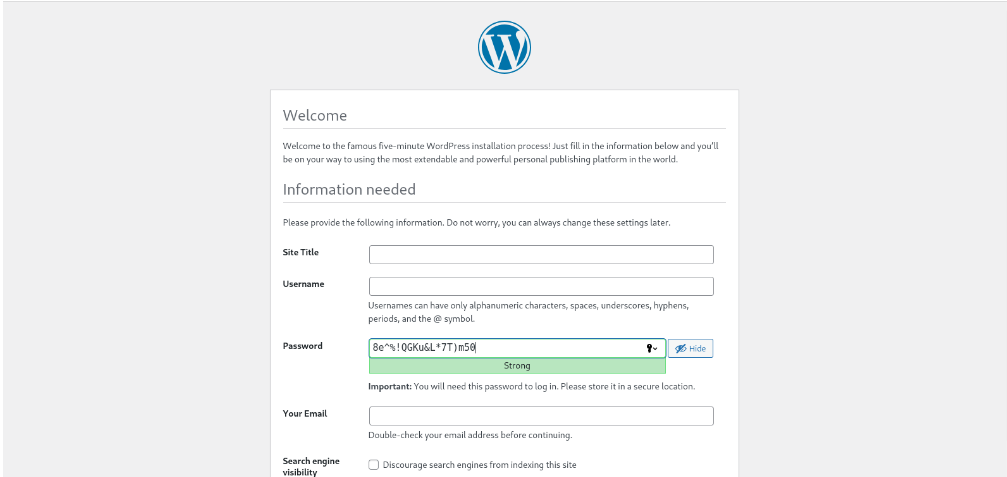 Welcome
Welcome to the famous five-minute WordPress installation process! Just fill in the information below and you'll
be on your way to using the most extendable and powerful personal publishing platform in the world.
Information needed
Please provide the following information. Do not worry, you can always change these settings later.
Site Title
Username
Usernames can have only alphanumeric characters, spaces, underscores, hyphens,
periods, and the @ symbol.
Password
8e^%!QGKu&L*7T)m50
Hide
Strong
Important: You will need this password to log in. Please store it in a secure location.
Your Email
Double-check your email address before continuing.
Search engine
visibility
Discourage search engines from indexing this site